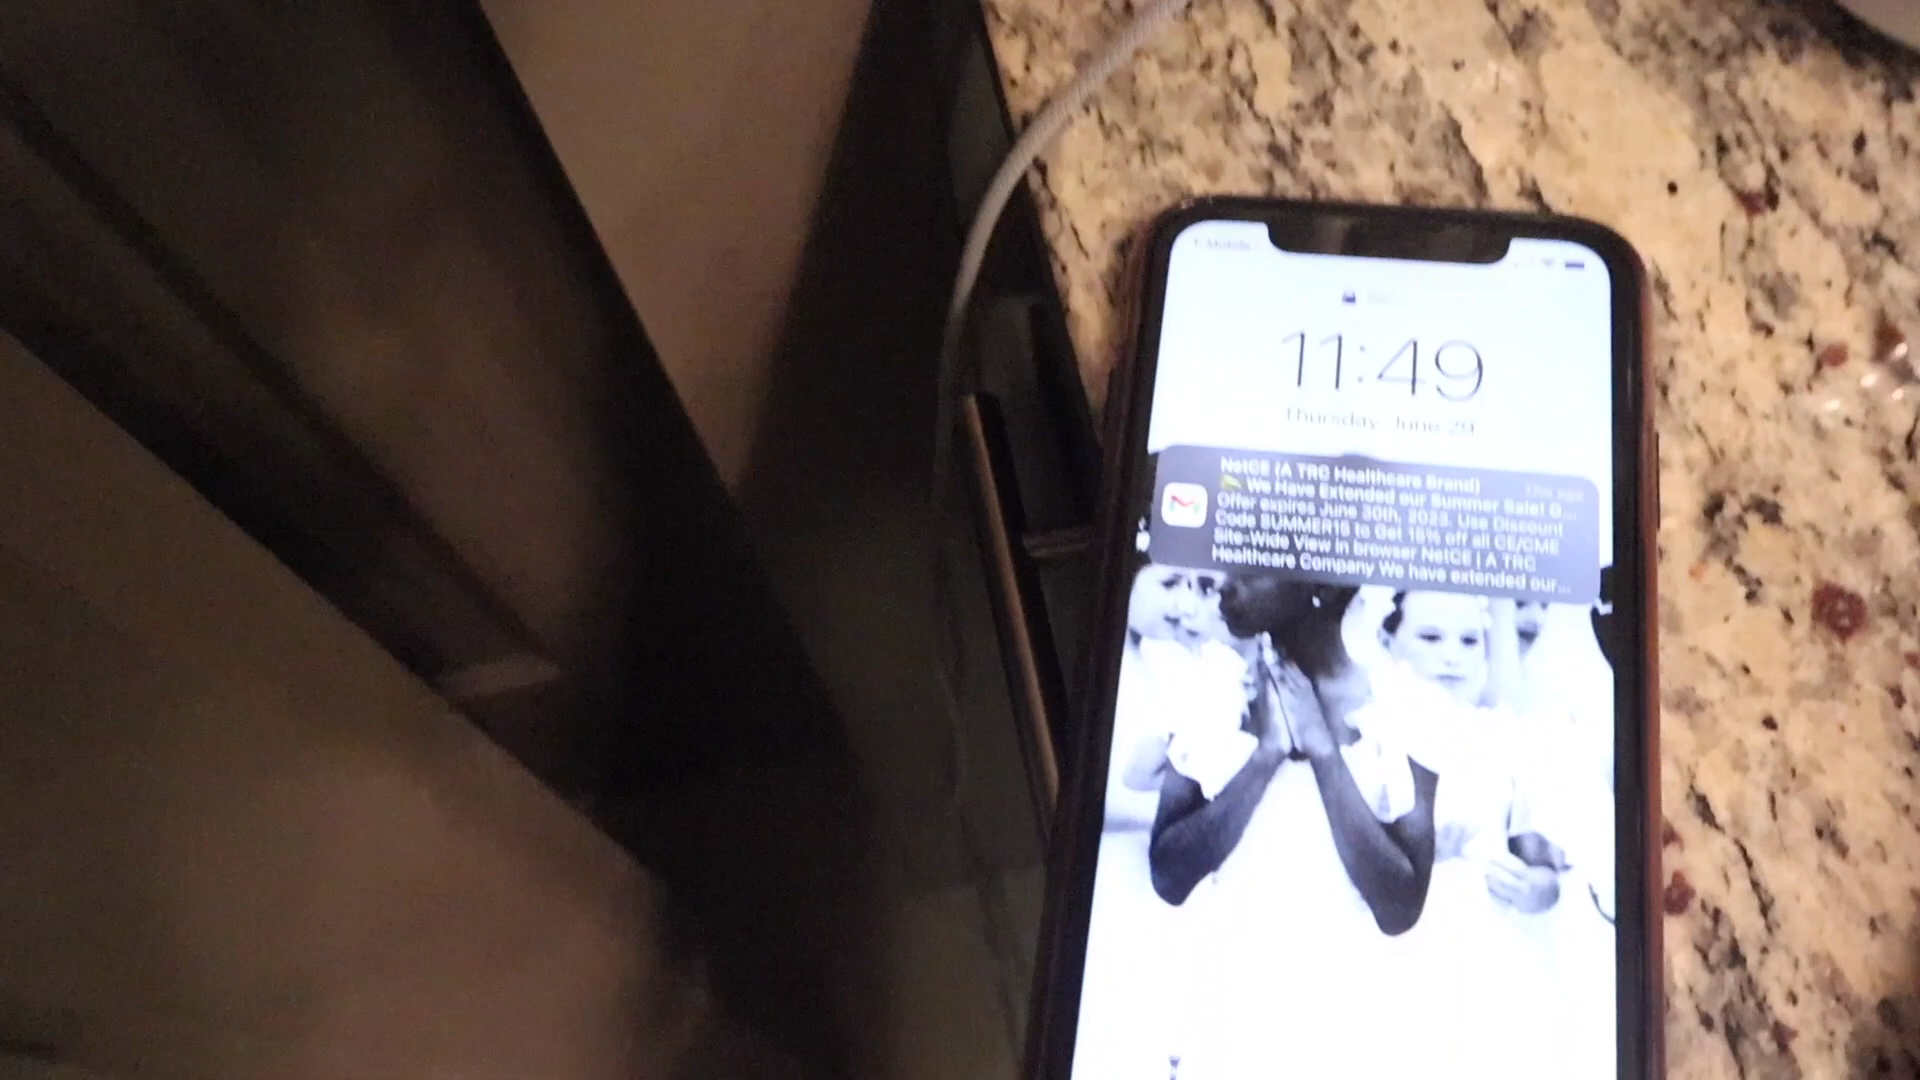 T-Mobile
11:49
Thursday, June 29
NetCE (A TRC Healthcare Brand)
We Have Extended our Summer Sale! G...
Offer expires June 30th, 2023. Use Discount
Code SUMMER15 to Get 15% off all CE/CME
Site-Wide View in browser NetCE | A TRC
Healthcare Company We have extended our...